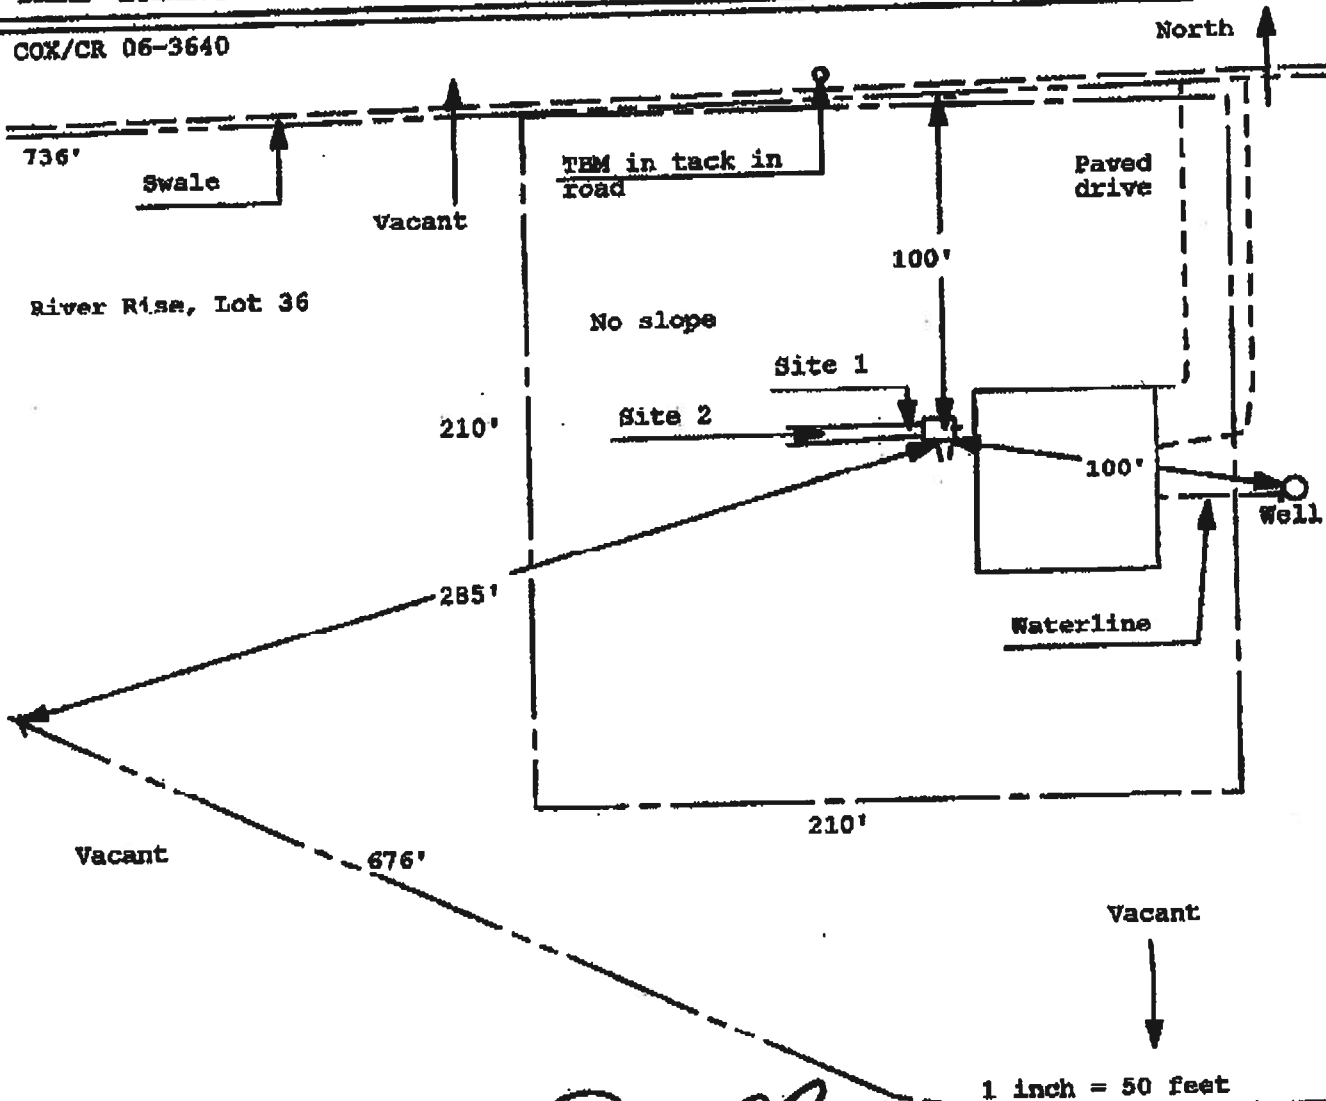 COX/CR 06-3640
North
736'
Swale
Vacant
TBM in tack in
road
Paved
drive
100'
River Rise, Lot 36
No slope
Site 1
Site 2
210'
100'
Well
285'
Waterline
210'
Vacant
676'
Vacant
1 inch = 50 feet